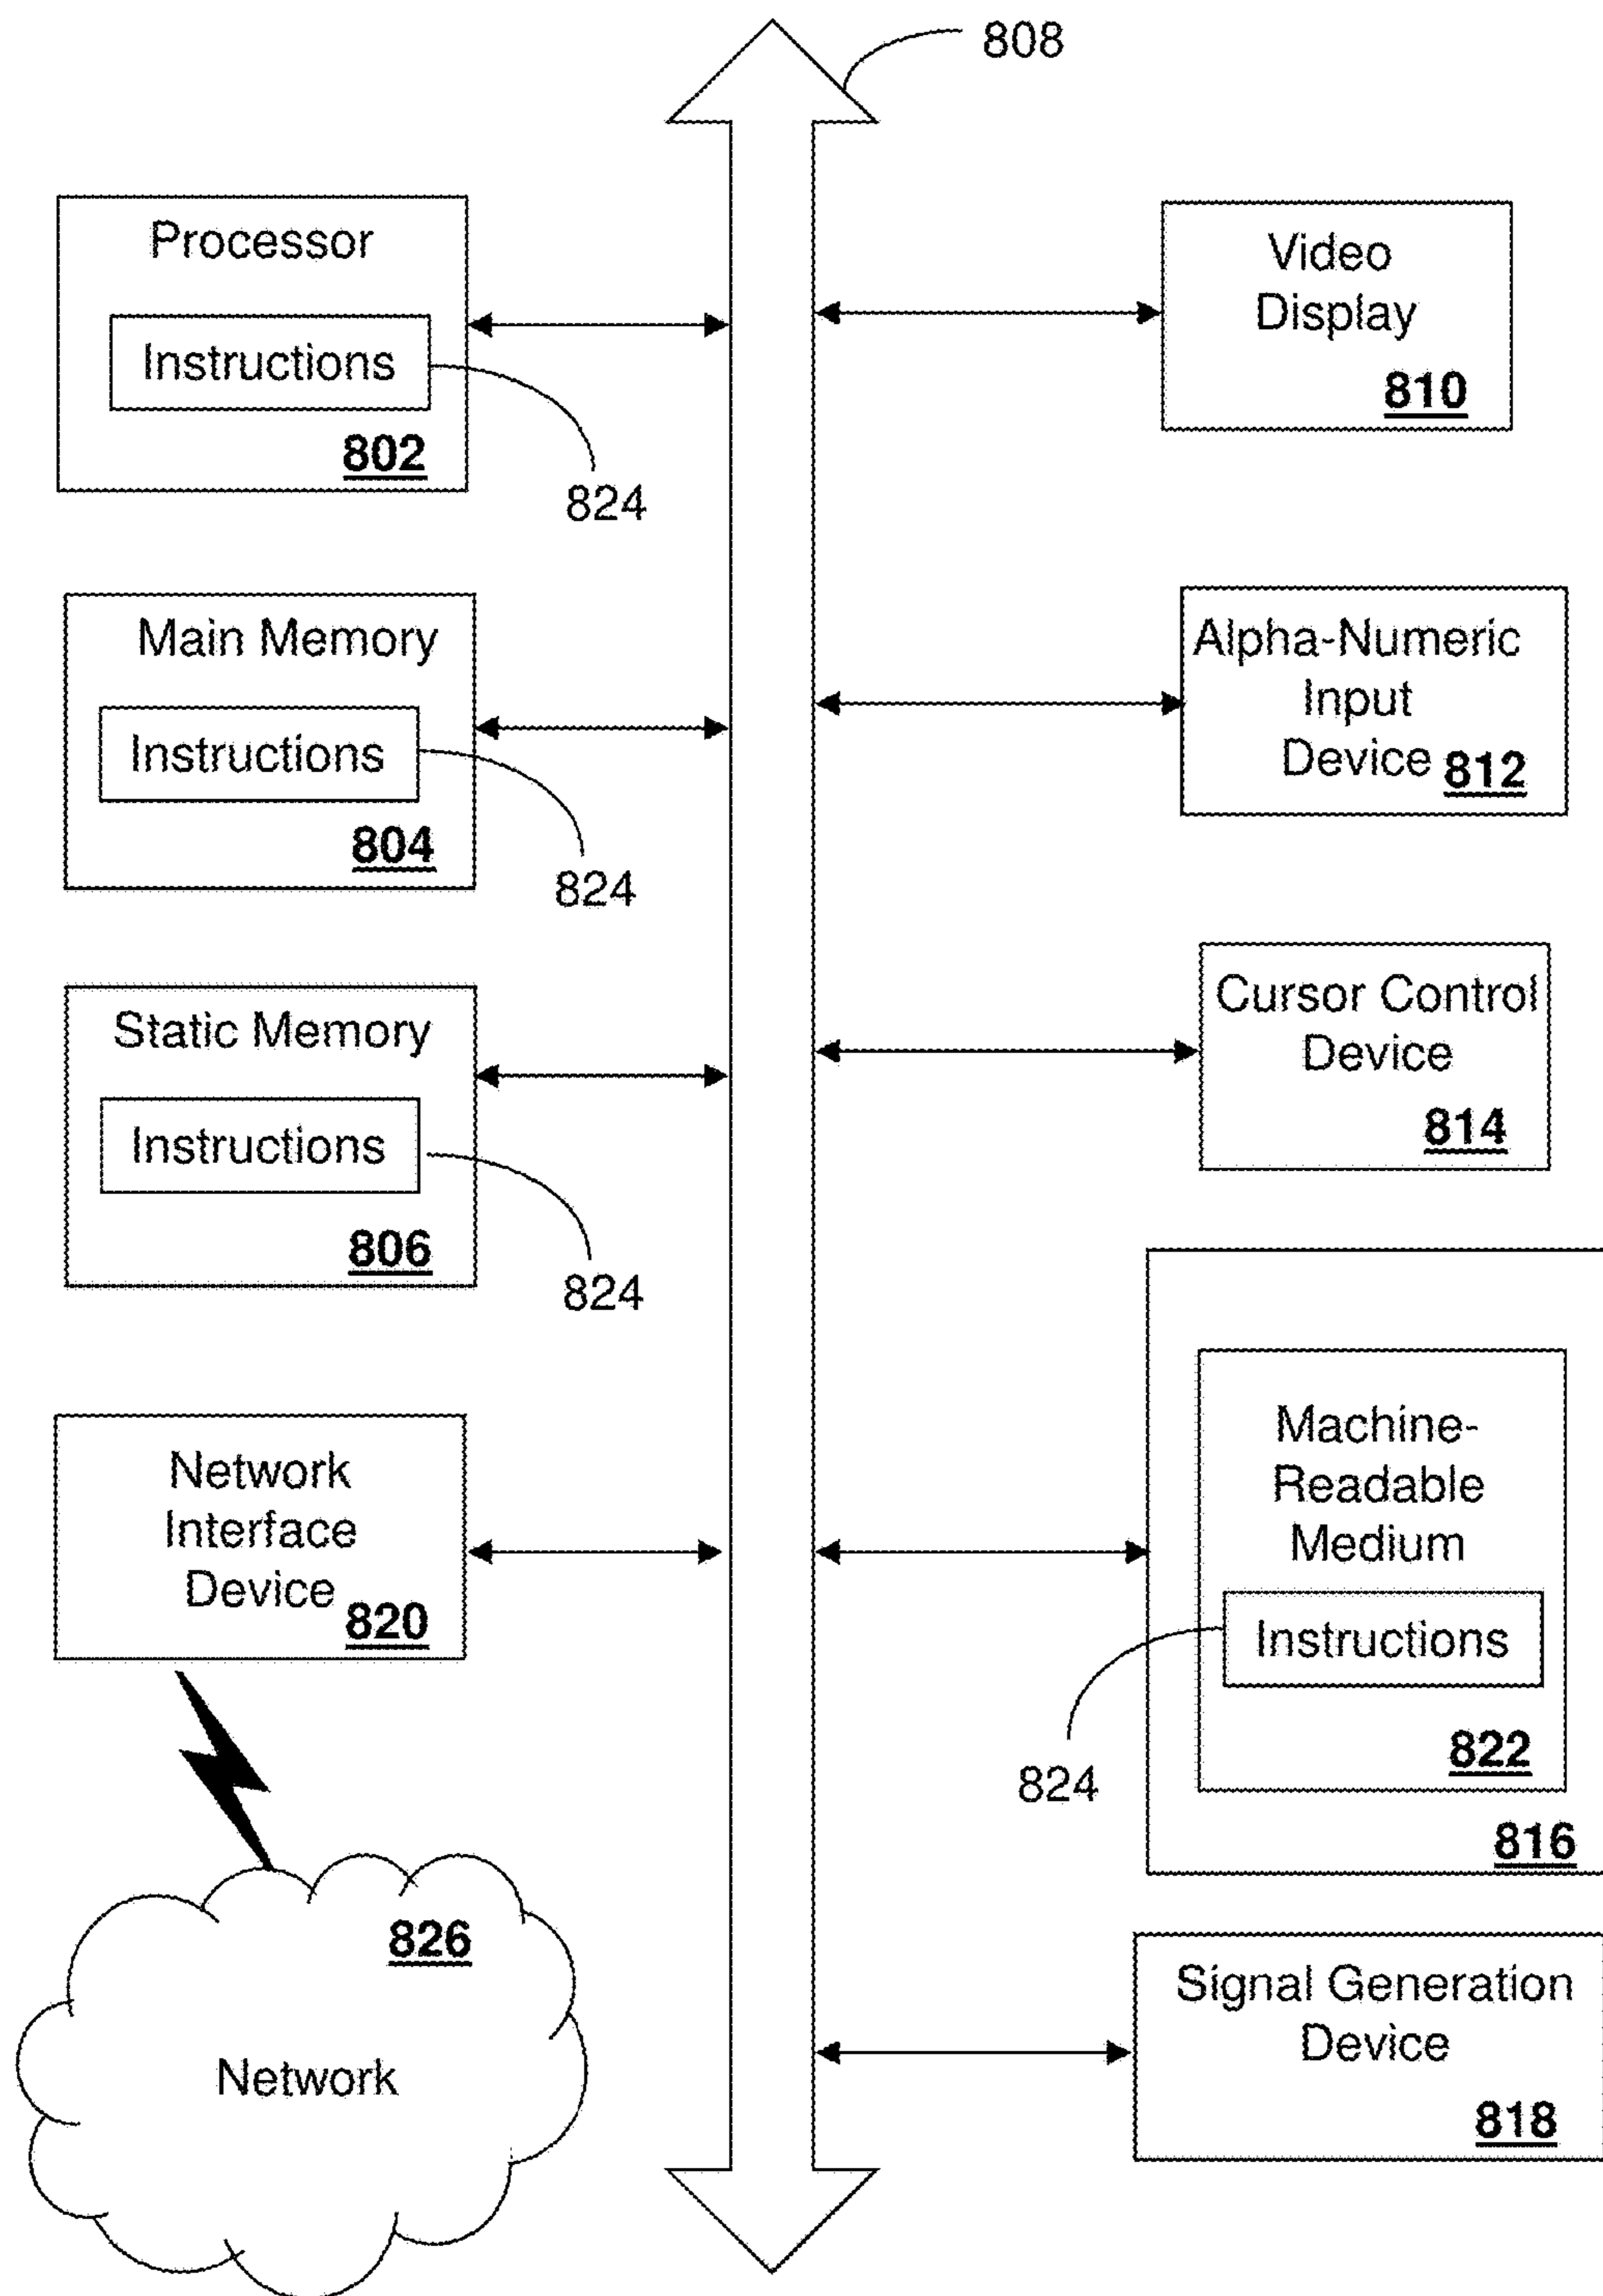 808
Processor
Instructions
802
824
Main Memory
Instructions
804
824
Static Memory
Instructions
806
824
Network
Interface
Device
820
826
Network
Video
Display
810
Alpha-Numeric
Input
Device
812
Cursor Control
Device
814
Machine-
Readable
Medium
Instructions
824
822
816
Signal Generation
Device
818